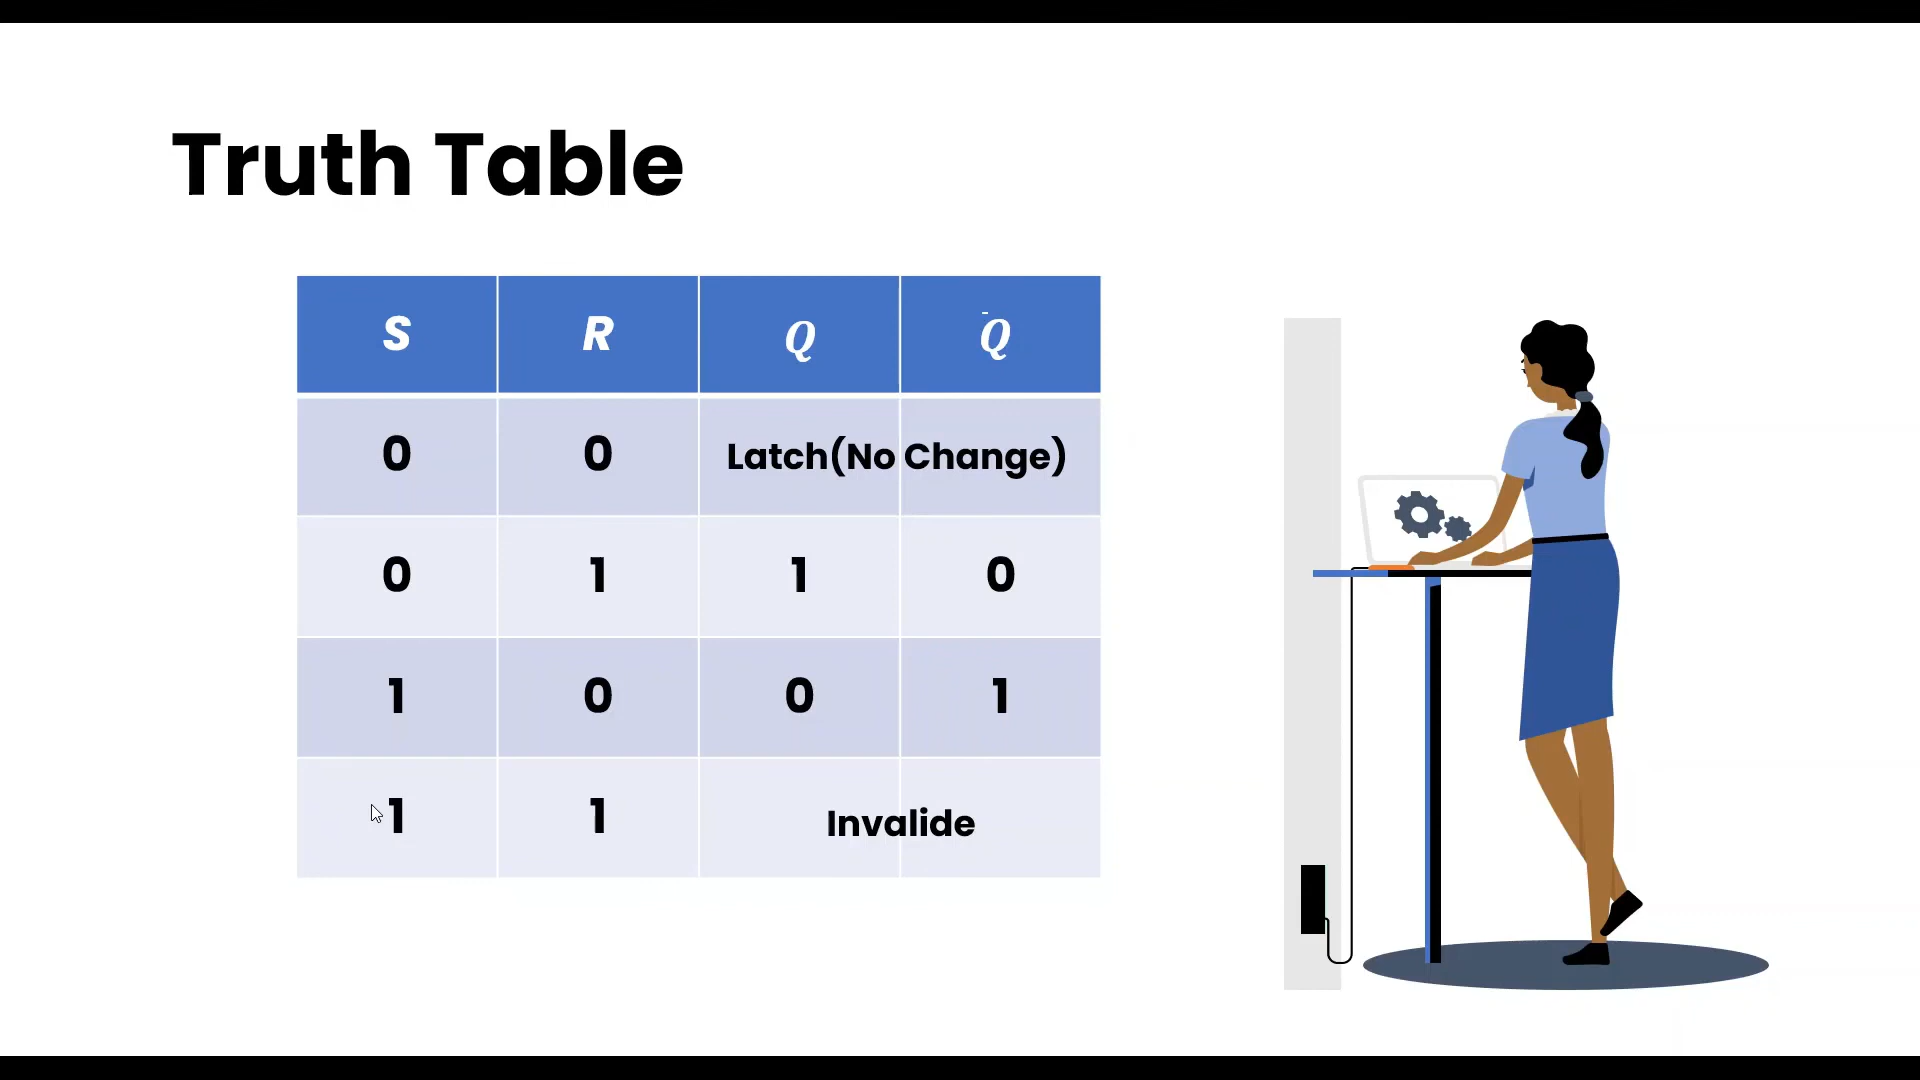 Truth Table
S R Q Q̄
0 0 Latch(No Change)
0 1 1 0
1 0 0 1
1 1 Invalide